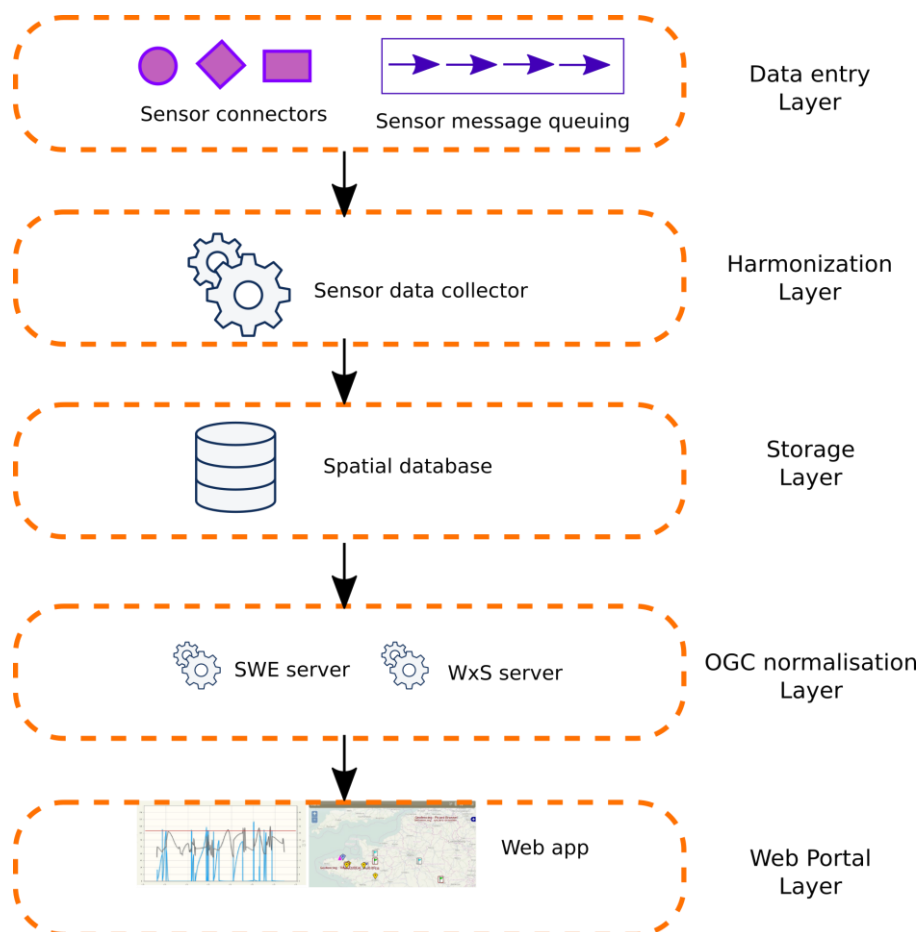 Sensor connectors
Sensor message queuing
Data entry
Layer
Sensor data collector
Harmonization
Layer
Spatial database
Storage
Layer
SWE server
WxS server
OGC normalisation
Layer
Web app
Web Portal
Layer